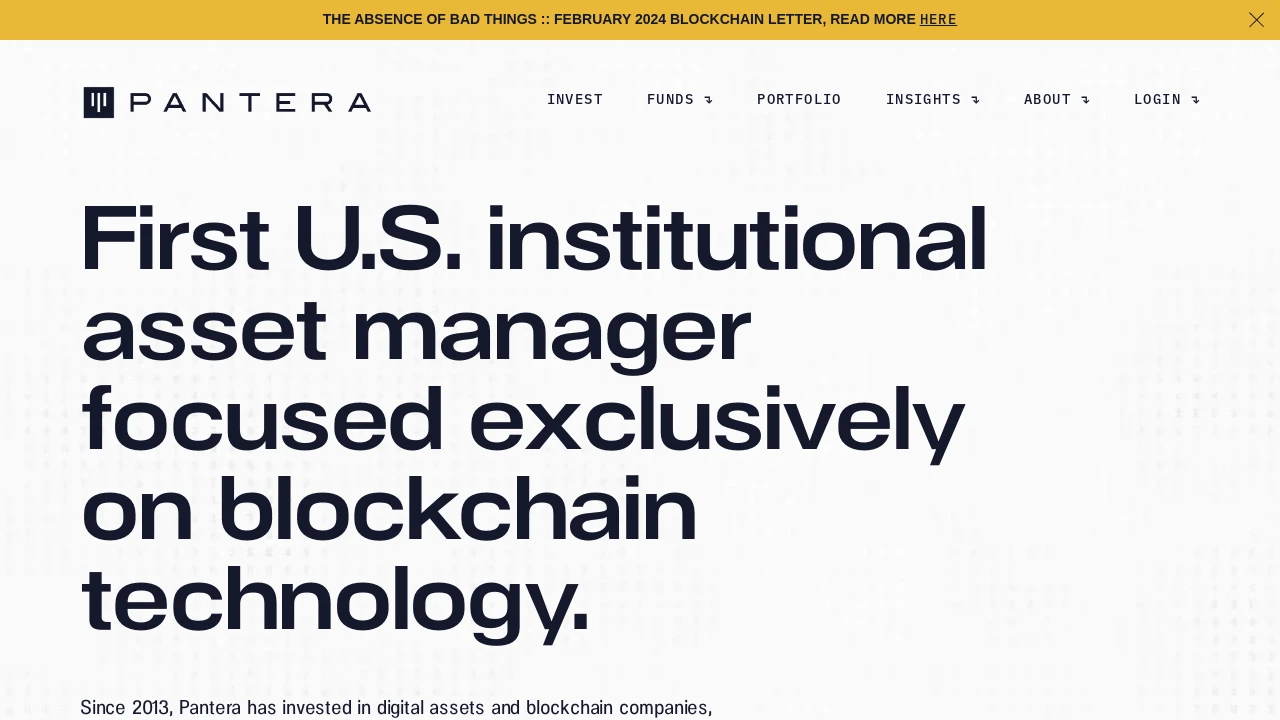 THE ABSENCE OF BAD THINGS :: FEBRUARY 2024 BLOCKCHAIN LETTER, READ MORE HERE
PANTERA
INVEST FUNDS ↴ PORTFOLIO INSIGHTS ↴ ABOUT ↴ LOGIN ↴
First U.S. institutional
asset manager
focused exclusively
on blockchain
technology.
Since 2013, Pantera has invested in digital assets and blockchain companies,